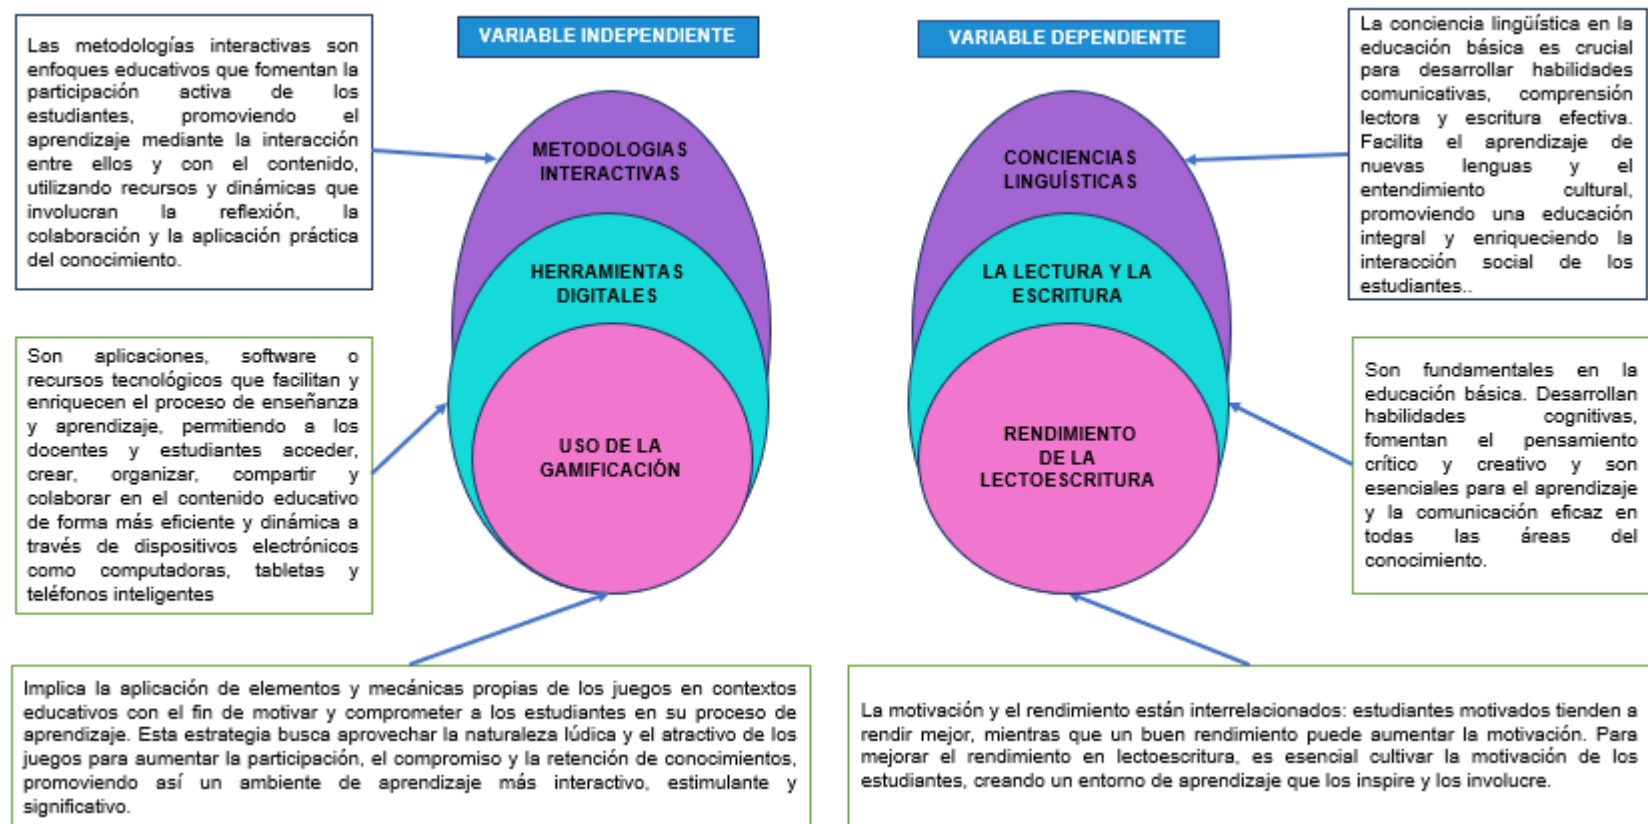 Las metodologías interactivas son
enfoques educativos que fomentan la
participación activa de los
estudiantes, promoviendo el
aprendizaje mediante la interacción
entre ellos y con el contenido,
utilizando recursos y dinámicas que
involucran la reflexión, la
colaboración y la aplicación práctica
del conocimiento.
VARIABLE INDEPENDIENTE
VARIABLE DEPENDIENTE
La conciencia lingüística en la
educación básica es crucial
para desarrollar habilidades
comunicativas, comprensión
lectora y escritura efectiva.
Facilita el aprendizaje de
nuevas lenguas y el
entendimiento cultural,
promoviendo una educación
integral y enriqueciendo la
interacción social de los
estudiantes..
METODOLOGIAS
INTERACTIVAS
CONCIENCIAS
LINGUÍSTICAS
HERRAMIENTAS
DIGITALES
LA LECTURA Y LA
ESCRITURA
Son aplicaciones, software o
recursos tecnológicos que facilitan y
enriquecen el proceso de enseñanza
y aprendizaje, permitiendo a los
docentes y estudiantes acceder,
crear, organizar, compartir y
colaborar en el contenido educativo
de forma más eficiente y dinámica a
través de dispositivos electrónicos
como computadoras, tabletas y
teléfonos inteligentes
USO DE LA
GAMIFICACIÓN
RENDIMIENTO
DE LA
LECTOESCRITURA
Son fundamentales en la
educación básica. Desarrollan
habilidades cognitivas,
fomentan el pensamiento
crítico y creativo y son
esenciales para el aprendizaje
y la comunicación eficaz en
todas las áreas del
conocimiento.
Implica la aplicación de elementos y mecánicas propias de los juegos en contextos
educativos con el fin de motivar y comprometer a los estudiantes en su proceso de
aprendizaje. Esta estrategia busca aprovechar la naturaleza lúdica y el atractivo de los
juegos para aumentar la participación, el compromiso y la retención de conocimientos,
promoviendo así un ambiente de aprendizaje más interactivo, estimulante y
significativo.
La motivación y el rendimiento están interrelacionados: estudiantes motivados tienden a
rendir mejor, mientras que un buen rendimiento puede aumentar la motivación. Para
mejorar el rendimiento en lectoescritura, es esencial cultivar la motivación de los
estudiantes, creando un entorno de aprendizaje que los inspire y los involucre.